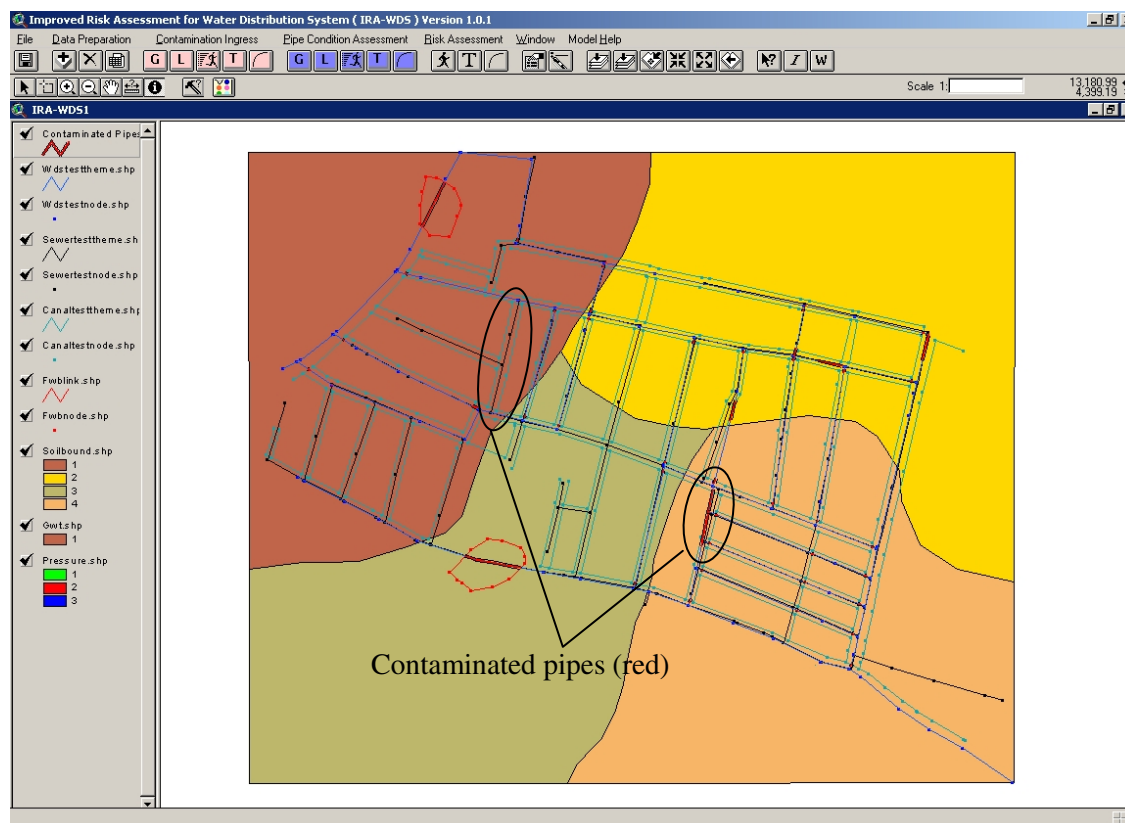 Improved Risk Assessment for Water Distribution System ( IRA-WDS ) Version 1.0.1
File Data Preparation Contamination Ingress Pipe Condition Assessment Risk Assessment Window Model Help
G L T G L T T ? I W
Scale 1: 13,180.99
4,399.19
IRA-WDS1
Contaminated Pipes
Wdstesttheme.shp
Wdstestnode.shp
Sewertesttheme.sh
Sewertestnode.shp
Canaltesttheme.shp
Canaltestnode.shp
Fwblink.shp
Fwbnode.shp
Soilbound.shp
1
2
3
4
Gwt.shp
1
Pressure.shp
1
2
3
Contaminated pipes (red)